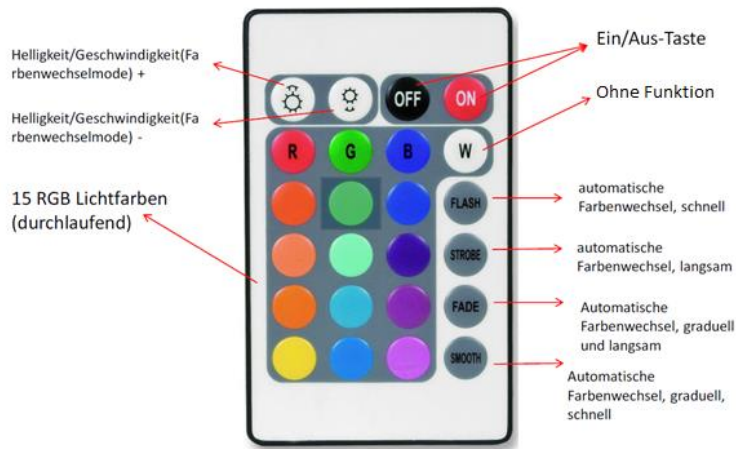 Helligkeit/Geschwindigkeit(Fa
rbenwechselmode) +
Helligkeit/Geschwindigkeit(Fa
rbenwechselmode) -
15 RGB Lichtfarben
(durchlaufend)
OFF
ON
R
G
B
W
FLASH
STROBE
FADE
SMOOTH
Ein/Aus-Taste
Ohne Funktion
automatische
Farbenwechsel, schnell
automatische
Farbenwechsel, langsam
Automatische
Farbenwechsel, graduell
und langsam
Automatische
Farbenwechsel, graduell,
schnell